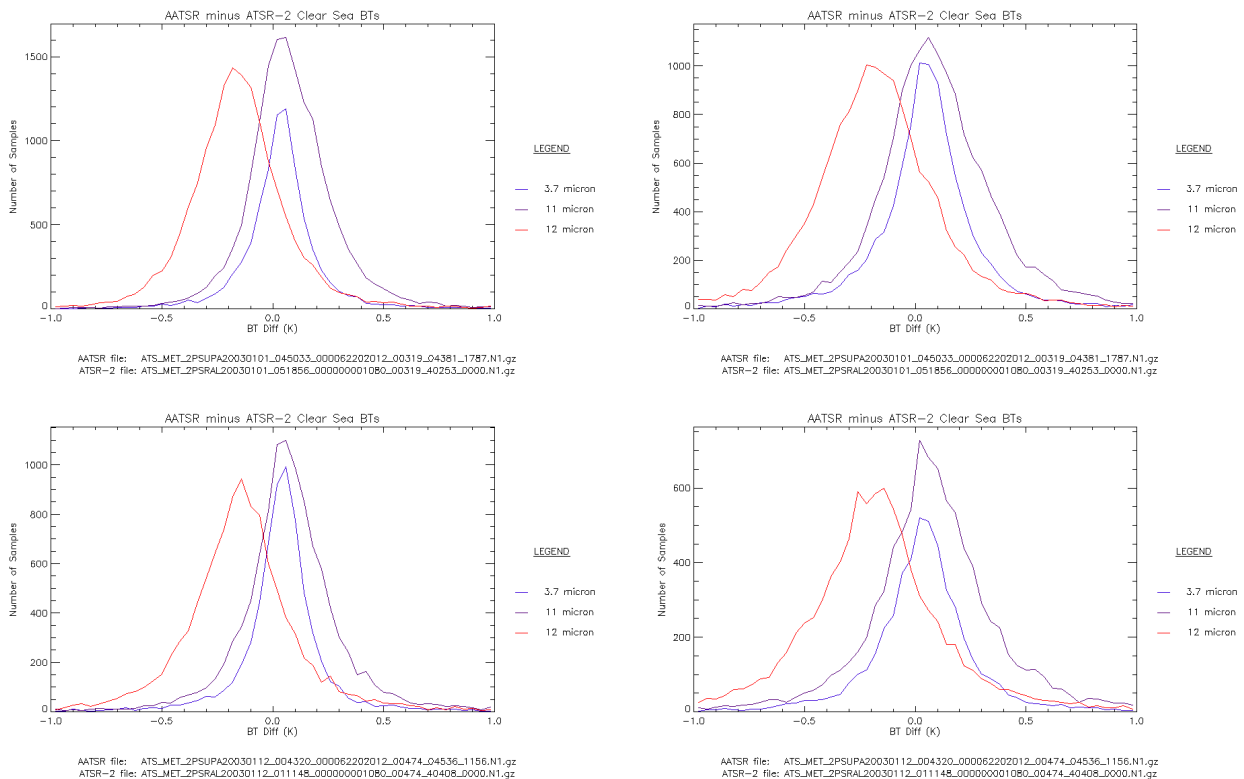 AATSR minus ATSR-2 Clear Sea BTs
Number of Samples
1500
1000
500
0
-1.0 -0.5 0.0 0.5 1.0
BT Diff (K)
LEGEND
3.7 micron
11 micron
12 micron
AATSR file: ATS_MET_2PSUPA20030101_045033_000062202012_00319_04381_1787.N1.gz
ATSR-2 file: ATS_MET_2PSRAL20030101_051856_000000001080_00319_40253_0000.N1.gz
AATSR minus ATSR-2 Clear Sea BTs
Number of Samples
1000
800
600
400
200
0
-1.0 -0.5 0.0 0.5 1.0
BT Diff (K)
LEGEND
3.7 micron
11 micron
12 micron
AATSR file: ATS_MET_2PSUPA20030101_045033_000062202012_00319_04381_1787.N1.gz
ATSR-2 file: ATS_MET_2PSRAL20030101_051856_000000001080_00319_40253_0000.N1.gz
AATSR minus ATSR-2 Clear Sea BTs
Number of Samples
1000
800
600
400
200
0
-1.0 -0.5 0.0 0.5 1.0
BT Diff (K)
LEGEND
3.7 micron
11 micron
12 micron
AATSR file: ATS_MET_2PSUPA20030112_004320_000062202012_00474_04536_1156.N1.gz
ATSR-2 file: ATS_MET_2PSRAL20030112_011148_000000001080_00474_40408_0000.N1.gz
AATSR minus ATSR-2 Clear Sea BTs
Number of Samples
600
400
200
0
-1.0 -0.5 0.0 0.5 1.0
BT Diff (K)
LEGEND
3.7 micron
11 micron
12 micron
AATSR file: ATS_MET_2PSUPA20030112_004320_000062202012_00474_04536_1156.N1.gz
ATSR-2 file: ATS_MET_2PSRAL20030112_011148_000000001080_00474_40408_0000.N1.gz